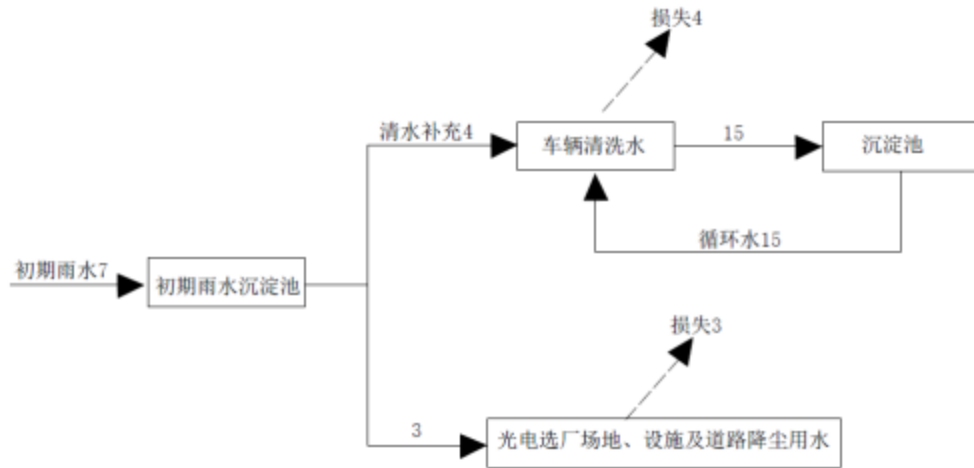 损失4
清水补充4
车辆清洗水
15
沉淀池
循环水15
初期雨水7
初期雨水沉淀池
损失3
3
光电选厂场地、设施及道路降尘用水